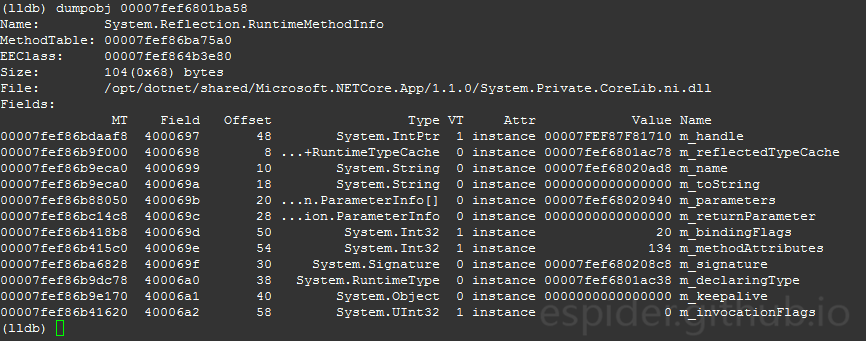 (lldb) dumpobj 00007fef6801ba58
Name:        System.Reflection.RuntimeMethodInfo
MethodTable: 00007fef86ba75a0
EEClass:     00007fef864b3e80
Size:        104(0x68) bytes
File:        /opt/dotnet/shared/Microsoft.NETCore.App/1.1.0/System.Private.CoreLib.ni.dll
Fields:
              MT    Field   Offset                 Type VT     Attr            Value Name
00007fef86bdaaf8  4000697       48        System.IntPtr  1 instance 00007FEF87F81710 m_handle
00007fef86b9f000  4000698        8 ...+RuntimeTypeCache  0 instance 00007fef6801ac78 m_reflectedTypeCache
00007fef86b9eca0  4000699       10        System.String  0 instance 00007fef68020ad8 m_name
00007fef86b9eca0  400069a       18        System.String  0 instance 0000000000000000 m_toString
00007fef86b88050  400069b       20 ...n.ParameterInfo[]  0 instance 00007fef68020940 m_parameters
00007fef86bc14c8  400069c       28 ...ion.ParameterInfo  0 instance 0000000000000000 m_returnParameter
00007fef86b418b8  400069d       50         System.Int32  1 instance               20 m_bindingFlags
00007fef86b415c0  400069e       54         System.Int32  1 instance              134 m_methodAttributes
00007fef86ba6828  400069f       30     System.Signature  0 instance 00007fef680208c8 m_signature
00007fef86b9dc78  40006a0       38   System.RuntimeType  0 instance 00007fef6801ac38 m_declaringType
00007fef86b9e170  40006a1       40        System.Object  0 instance 0000000000000000 m_keepalive
00007fef86b41620  40006a2       58        System.UInt32  1 instance                0 m_invocationFlags
(lldb)
espider.github.io